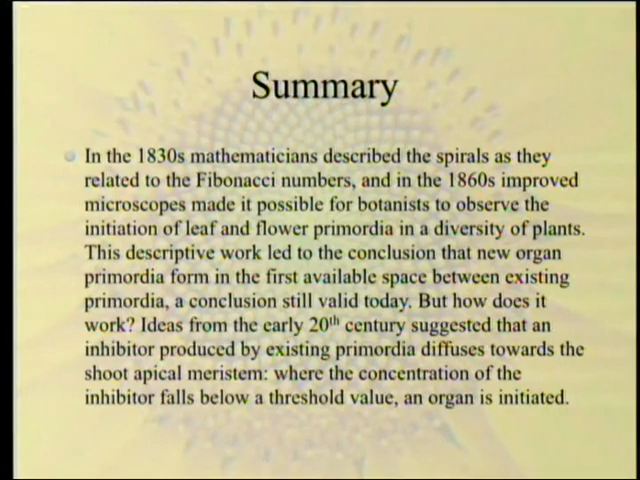 Summary
In the 1830s mathematicians described the spirals as they
related to the Fibonacci numbers, and in the 1860s improved
microscopes made it possible for botanists to observe the
initiation of leaf and flower primordia in a diversity of plants.
This descriptive work led to the conclusion that new organ
primordia form in the first available space between existing
primordia, a conclusion still valid today. But how does it
work? Ideas from the early 20th century suggested that an
inhibitor produced by existing primordia diffuses towards the
shoot apical meristem: where the concentration of the
inhibitor falls below a threshold value, an organ is initiated.